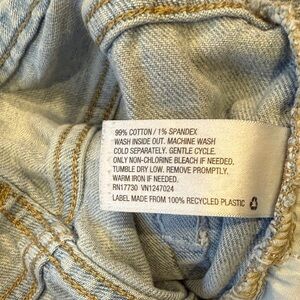 99% COTTON / 1% SPANDEX
WASH INSIDE OUT. MACHINE WASH
COLD SEPARATELY. GENTLE CYCLE.
ONLY NON-CHLORINE BLEACH IF NEEDED.
TUMBLE DRY LOW. REMOVE PROMPTLY.
WARM IRON IF NEEDED.
RN17730 VN1247024
LABEL MADE FROM 100% RECYCLED PLASTIC